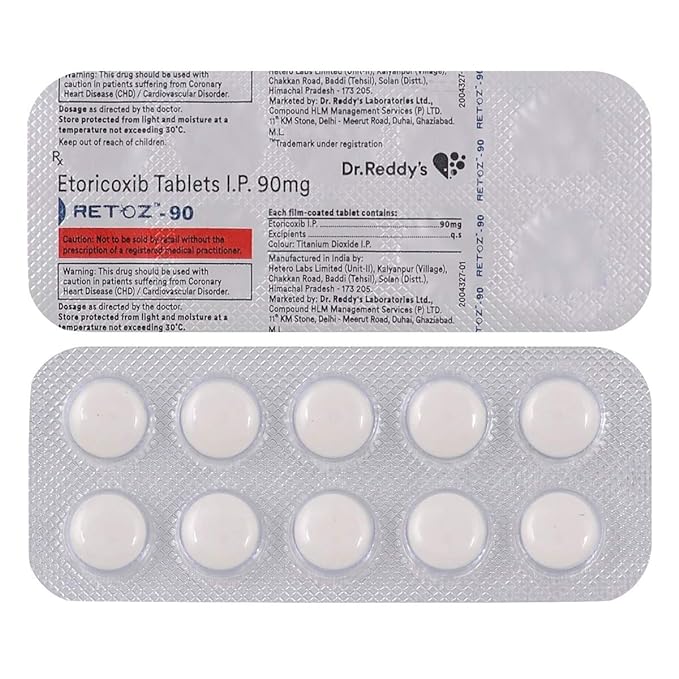 Warning: This drug should be used with
caution in patients suffering from Coronary
Heart Disease (CHD) / Cardiovascular Disorder.
Dosage as directed by the doctor.
Store protected from light and moisture at a
temperature not exceeding 30°C.
Keep out of reach of children.
Hetero Labs Limited (Unit-II), Kalyanpur (Village),
Chakkan Road, Baddi (Tehsil), Solan (Distt.),
Himachal Pradesh - 173 205.
Marketed by: Dr. Reddy's Laboratories Ltd.,
Compound HLM Management Services (P) LTD.
11th KM Stone, Delhi - Meerut Road, Duhai, Ghaziabad.
M.L.
™Trademark under registration
2004327-
RETOZ™-90
Rx
Etoricoxib Tablets I.P. 90mg
RETOZ™-90
Dr.Reddy's
Caution: Not to be sold by retail without the
prescription of a registered medical practitioner.
Warning: This drug should be used with
caution in patients suffering from Coronary
Heart Disease (CHD) / Cardiovascular Disorder.
Dosage as directed by the doctor.
Store protected from light and moisture at a
temperature not exceeding 30°C.
Each film-coated tablet contains:
Etoricoxib I.P. ........................ 90mg
Excipients ........................ q.s
Colour: Titanium Dioxide I.P.
Manufactured in India by:
Hetero Labs Limited (Unit-II), Kalyanpur (Village),
Chakkan Road, Baddi (Tehsil), Solan (Distt.),
Himachal Pradesh - 173 205.
Marketed by: Dr. Reddy's Laboratories Ltd.,
Compound HLM Management Services (P) LTD.
11th KM Stone, Delhi - Meerut Road, Duhai, Ghaziabad.
M.L.
2004327-01
RETOZ™-90
TOZ™-90